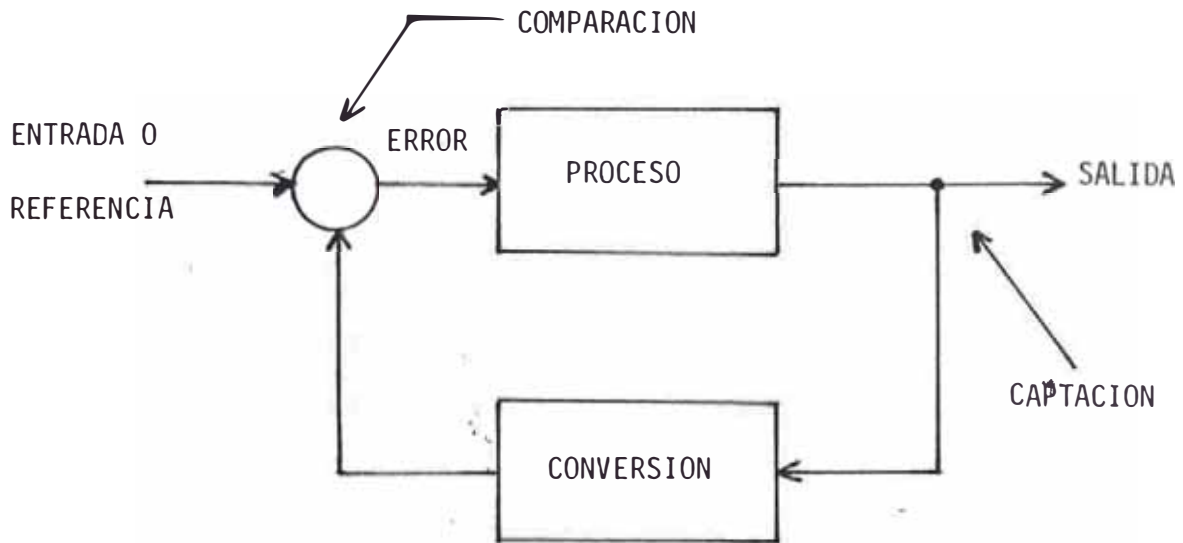 COMPARACION
ENTRADA O
REFERENCIA
ERROR
PROCESO
SALIDA
CAPTACION
CONVERSION